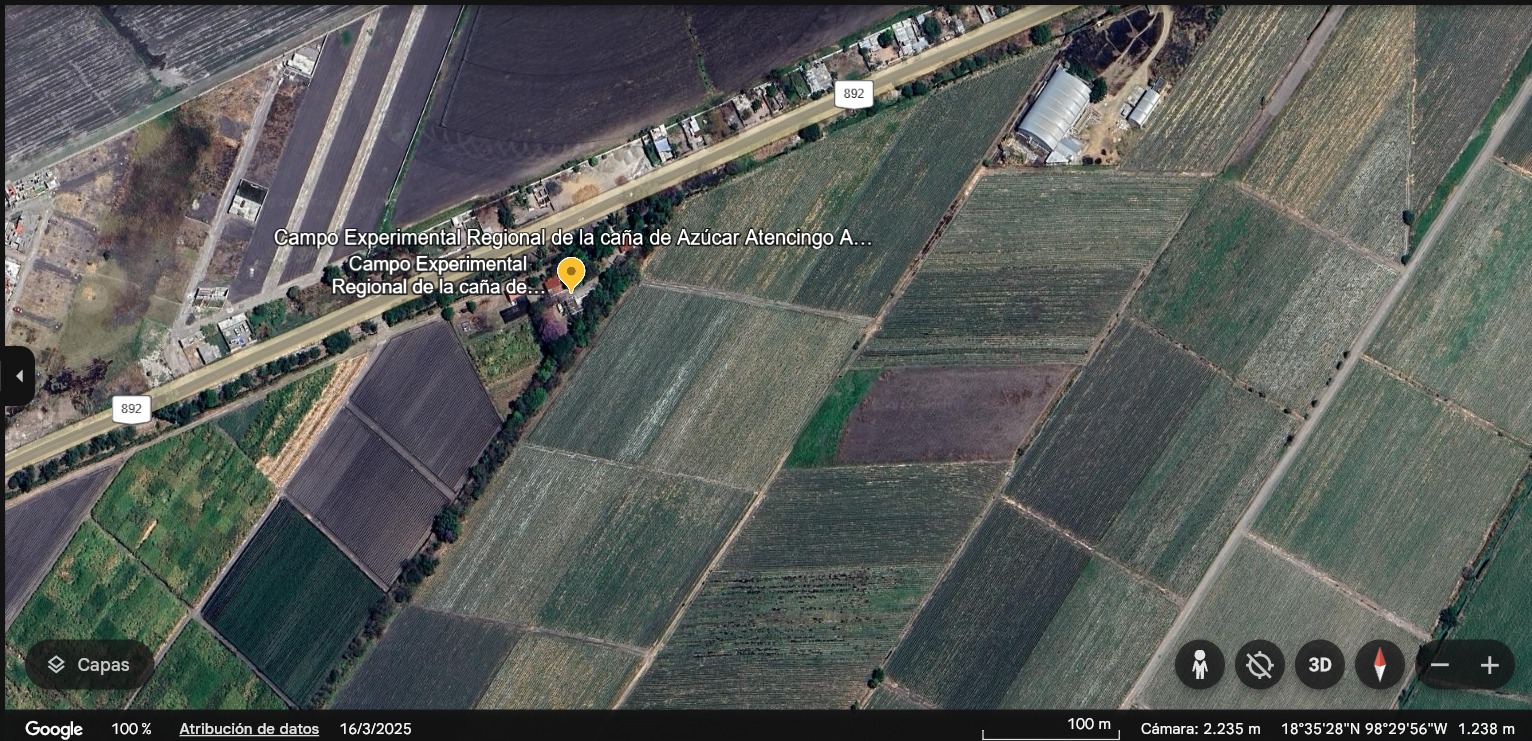 892
Campo Experimental Regional de la caña de Azúcar Atencingo A...
Campo Experimental
Regional de la caña de...
892
Capas
3D
Google 100 % Atribución de datos 16/3/2025 100 m Cámara: 2.235 m 18°35'28"N 98°29'56"W 1.238 m